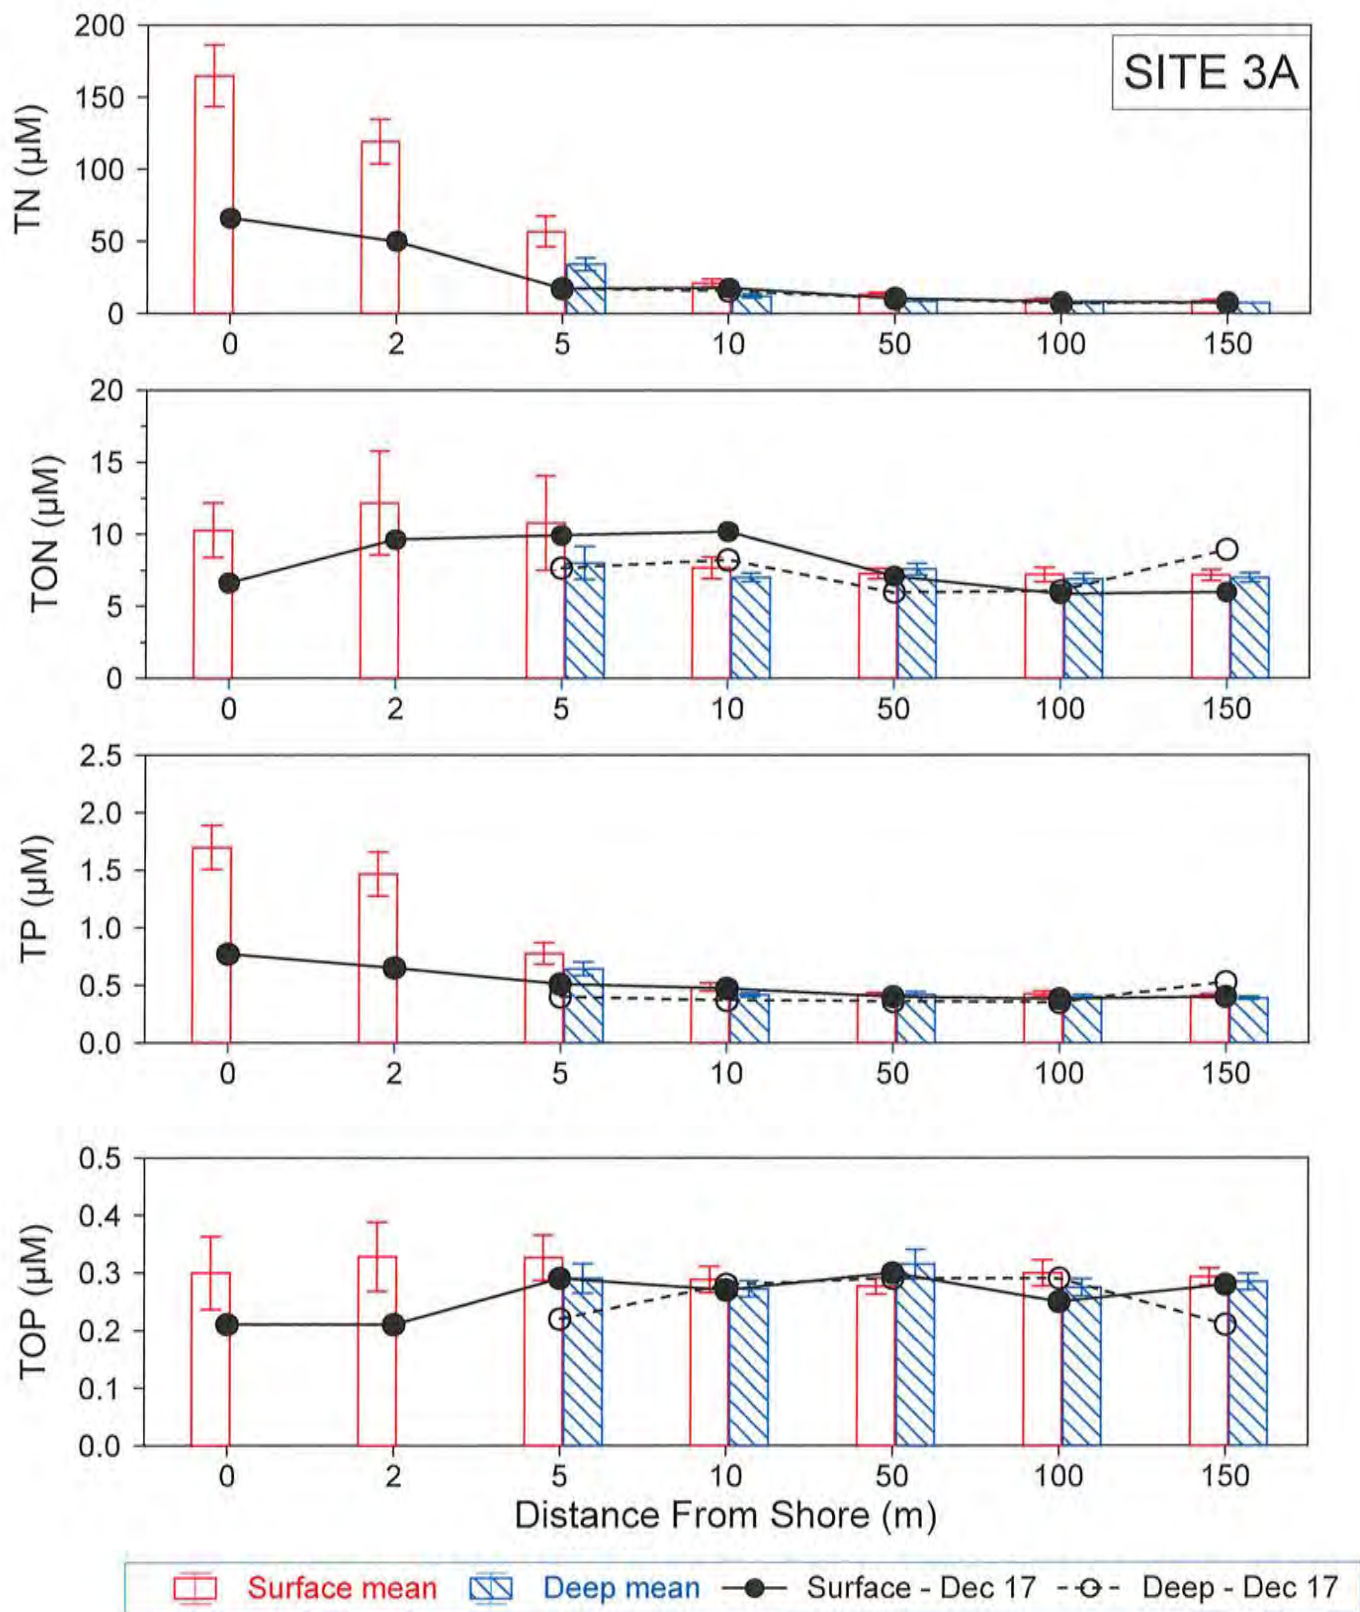 SITE 3A
TN (µM)
200
150
100
50
0
0 2 5 10 50 100 150
TON (µM)
20
15
10
5
0
0 2 5 10 50 100 150
TP (µM)
2.5
2.0
1.5
1.0
0.5
0.0
0 2 5 10 50 100 150
TOP (µM)
0.5
0.4
0.3
0.2
0.1
0.0
0 2 5 10 50 100 150
Distance From Shore (m)
Surface mean Deep mean Surface - Dec 17 Deep - Dec 17